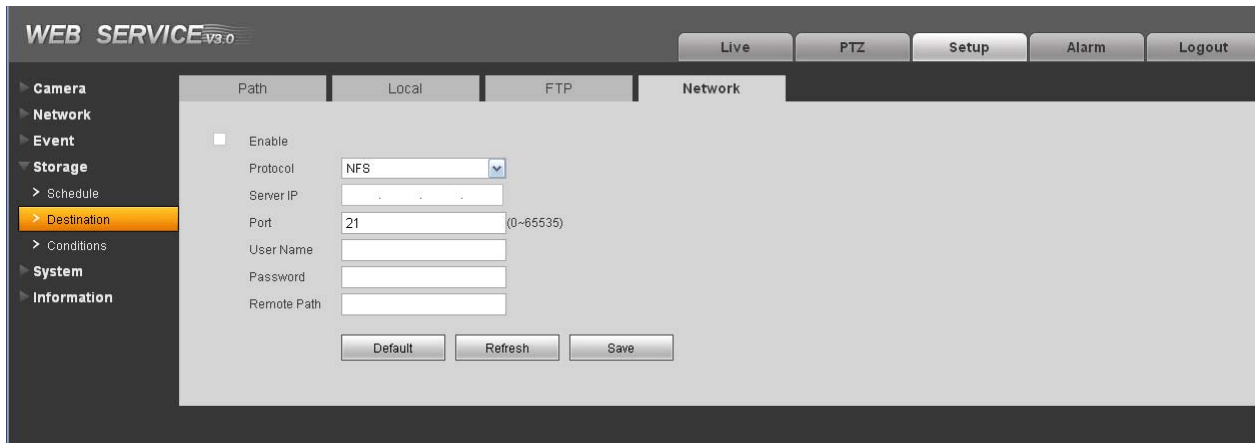 WEB SERVICE V3.0
Live
PTZ
Setup
Alarm
Logout
Camera
Network
Event
Storage
> Schedule
> Destination
> Conditions
System
Information
Path
Local
FTP
Network
Enable
Protocol NFS
Server IP . . .
Port 21 (0~65535)
User Name
Password
Remote Path
Default
Refresh
Save